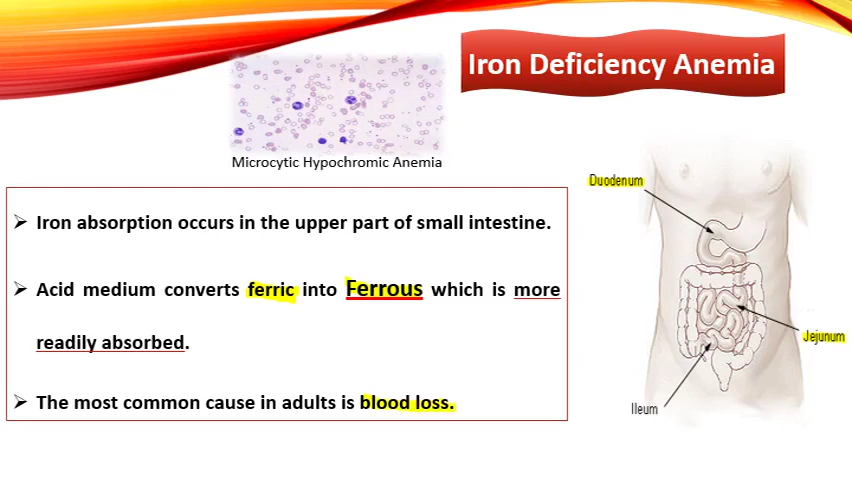 Iron Deficiency Anemia
Microcytic Hypochromic Anemia
➢ Iron absorption occurs in the upper part of small intestine.
➢ Acid medium converts ferric into Ferrous which is more
readily absorbed.
➢ The most common cause in adults is blood loss.
Duodenum
Jejunum
Ileum